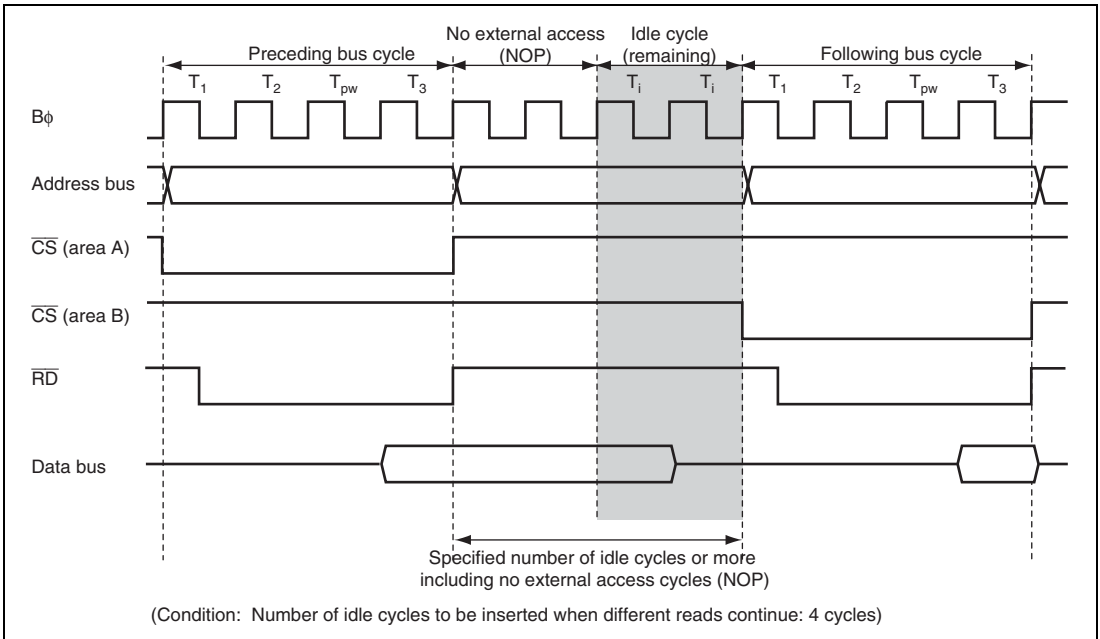 No external access
(NOP)
Idle cycle
(remaining)
Preceding bus cycle
Following bus cycle
T1 T2 Tpw T3 Ti Ti T1 T2 Tpw T3
Bϕ
Address bus
C̅S̅ (area A)
C̅S̅ (area B)
R̅D̅
Data bus
Specified number of idle cycles or more
including no external access cycles (NOP)
(Condition: Number of idle cycles to be inserted when different reads continue: 4 cycles)